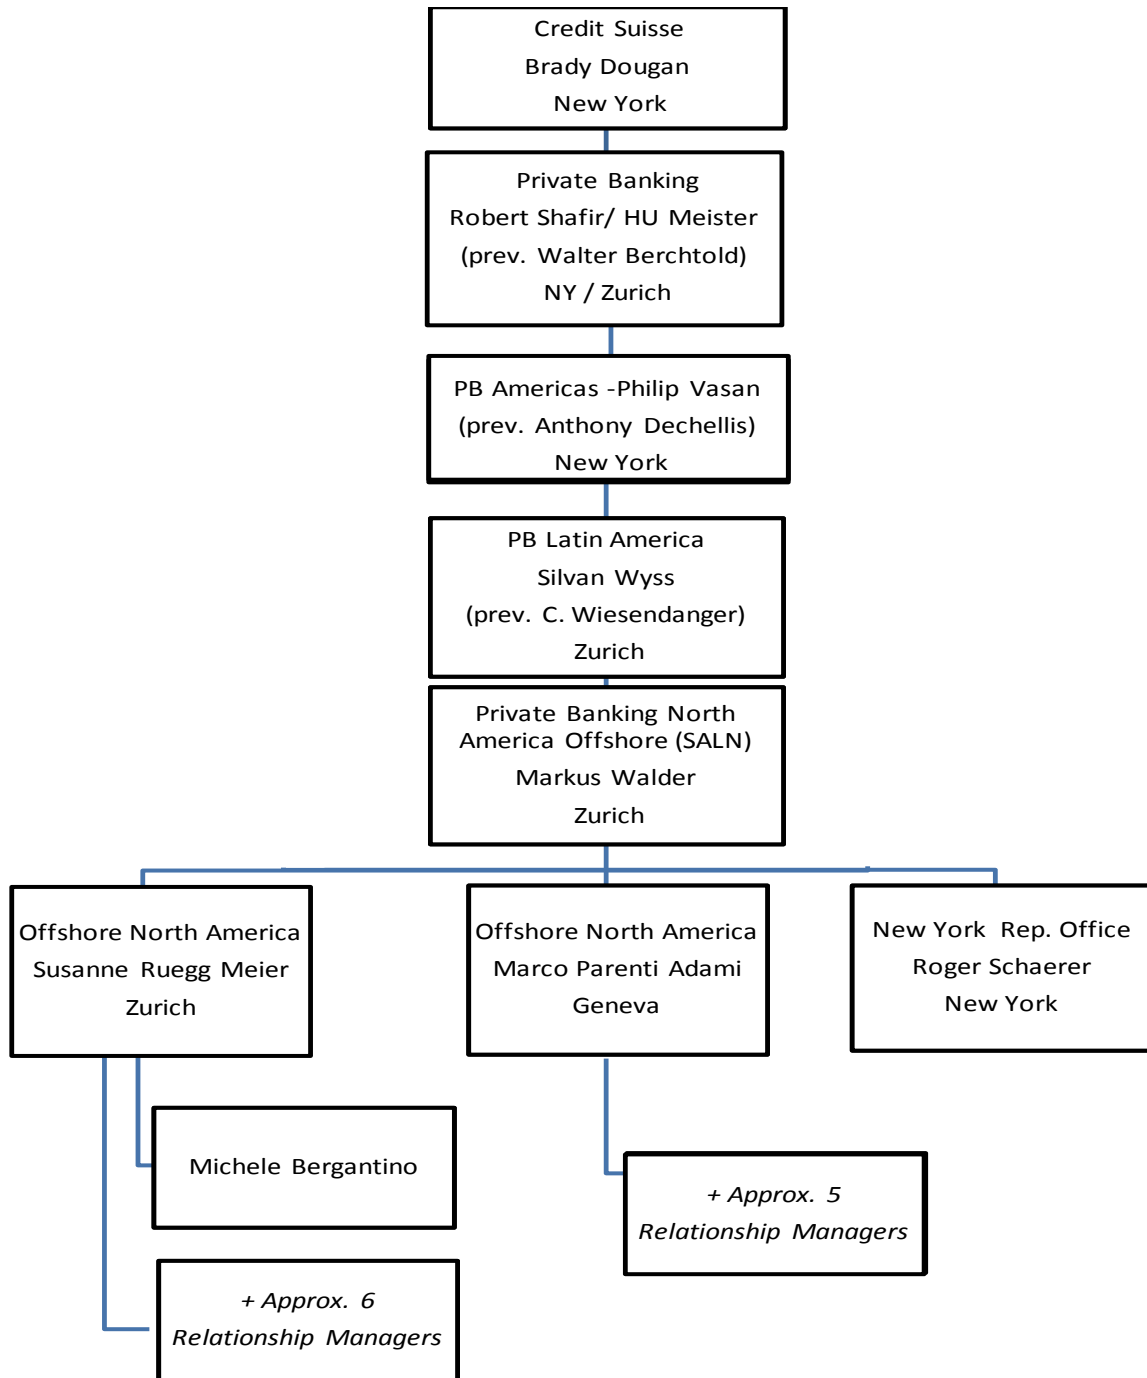 Credit Suisse
Brady Dougan
New York
Private Banking
Robert Shafir/ HU Meister
(prev. Walter Berchtold)
NY / Zurich
PB Americas -Philip Vasan
(prev. Anthony Dechellis)
New York
PB Latin America
Silvan Wyss
(prev. C. Wiesendanger)
Zurich
Private Banking North
America Offshore (SALN)
Markus Walder
Zurich
Offshore North America
Susanne Ruegg Meier
Zurich
Offshore North America
Marco Parenti Adami
Geneva
New York Rep. Office
Roger Schaerer
New York
Michele Bergantino
+ Approx. 5
Relationship Managers
+ Approx. 6
Relationship Managers